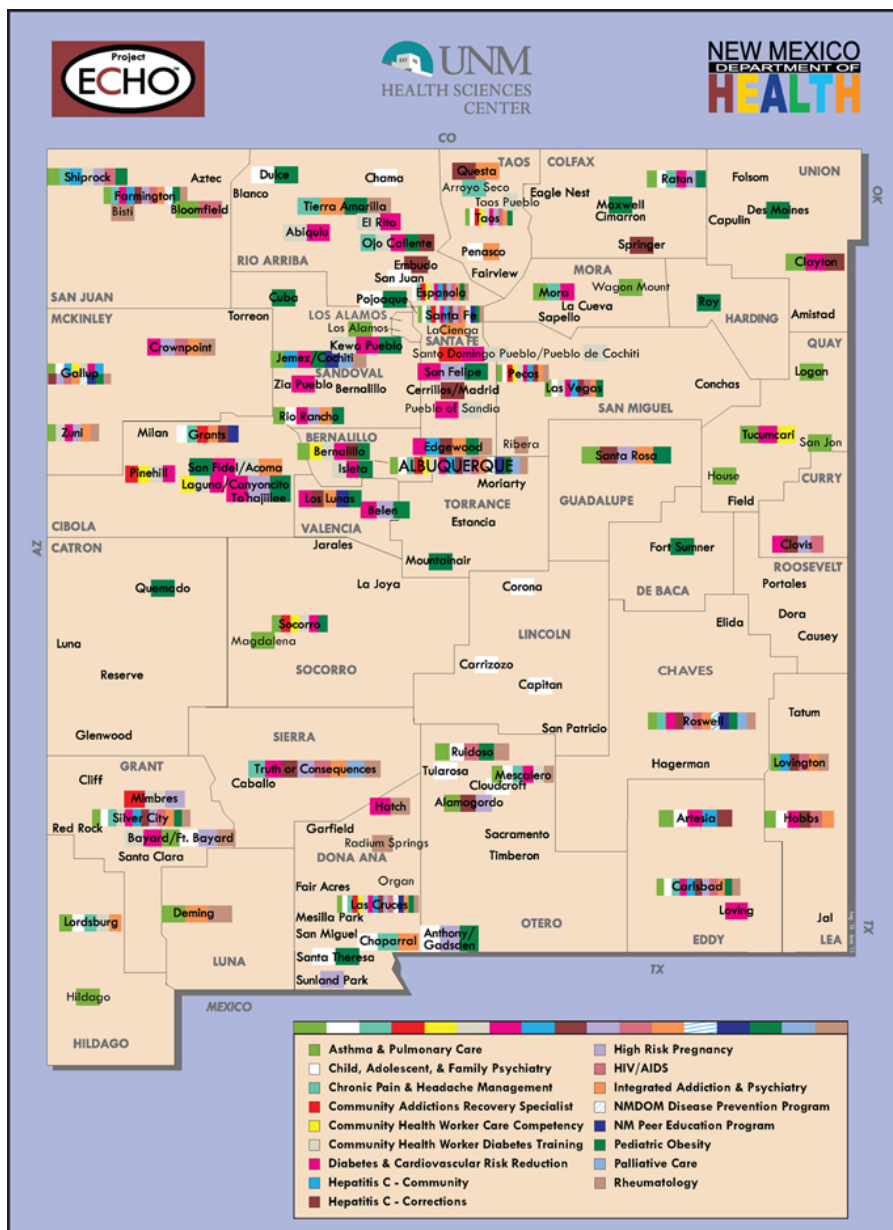 Project
ECHO™
UNM
HEALTH SCIENCES
CENTER
NEW MEXICO
DEPARTMENT OF
HEALTH
CO
TAOS
COLFAX
UNION
OK
Shiprock
Aztec
Dulce
Chama
Questa
Raton
Folsom
Farmington
Blanco
Arroyo Seco
Eagle Nest
Bisti
Bloomfield
Tierra Amarilla
Taos Pueblo
Maxwell
Des Moines
El Rito
Taos
Cimarron
Capulin
Abiquiu
Ojo Caliente
Penasco
Springer
RIO ARRIBA
Embudo
Fairview
MORA
Clayton
SAN JUAN
San Juan
Cuba
Pojoaque
Espanola
Mora
Wagon Mount
Roy
MCKINLEY
Torreon
LOS ALAMOS
Santa Fe
La Cueva
Sapello
HARDING
Amistad
Los Alamos
LaCienga
Kewa Pueblo
SANTA FE
QUAY
Crownpoint
Jemez/Cochiti
Santo Domingo Pueblo/Pueblo de Cochiti
SANDOVAL
San Felipe
Pecos
Logan
Gallup
Zia Pueblo
Bernalillo
Cerrillos/Madrid
Las Vegas
Conchas
Pueblo of Sandia
SAN MIGUEL
Rio Rancho
Zuni
Milan
Grants
BERNALILLO
Edgewood
Ribera
Tucumcari
San Jon
Bernalillo
Santa Rosa
Pinehill
San Fidel/Acoma
Isleta
ALBUQUERQUE
House
CURRY
Laguna/Canyoncito
Moriarty
To'hajiilee
Los Lunas
TORRANCE
GUADALUPE
Field
Belen
Estancia
CIBOLA
VALENCIA
AZ
CATRON
Jarales
Clovis
Mountainair
Fort Sumner
ROOSEVELT
Quemado
La Joya
Corona
DE BACA
Portales
Socorro
Elida
Dora
Magdalena
LINCOLN
Causey
Luna
Carrizozo
CHAVES
Reserve
SOCORRO
Capitan
Roswell
Tatum
Glenwood
SIERRA
San Patricio
GRANT
Ruidoso
Hagerman
Lovington
Cliff
Truth or Consequences
Tularosa
Mescalero
Caballo
Cloudcroft
Mimbres
Hatch
Alamogordo
Silver City
Artesia
Hobbs
Red Rock
Garfield
Bayard/Ft. Bayard
Sacramento
Radium Springs
Santa Clara
DONA ANA
Timberon
Fair Acres
Organ
Carlsbad
Las Cruces
Deming
Mesilla Park
Loving
Lordsburg
OTERO
Jal
San Miguel
Chaparral
Anthony/
Gadsden
EDDY
LEA
TX
LUNA
Santa Theresa
TX
Sunland Park
Hildago
MEXICO
HILDAGO
Asthma & Pulmonary Care
Child, Adolescent, & Family Psychiatry
Chronic Pain & Headache Management
Community Addictions Recovery Specialist
Community Health Worker Care Competency
Community Health Worker Diabetes Training
Diabetes & Cardiovascular Risk Reduction
Hepatitis C - Community
Hepatitis C - Corrections
High Risk Pregnancy
HIV/AIDS
Integrated Addiction & Psychiatry
NMDOM Disease Prevention Program
NM Peer Education Program
Pediatric Obesity
Palliative Care
Rheumatology